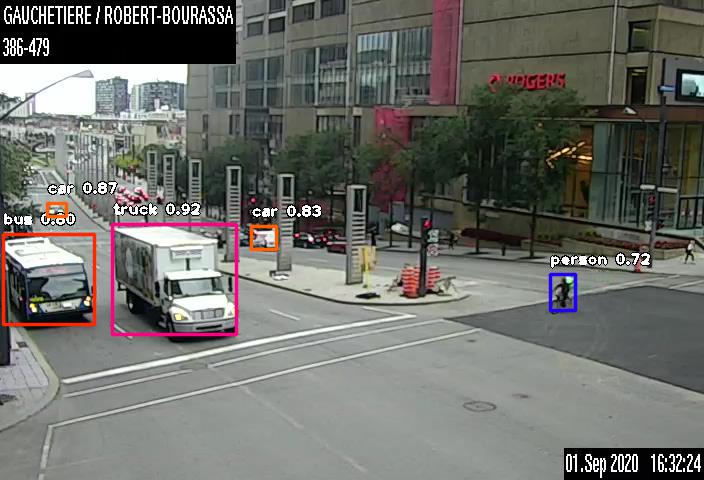 GAUCHETIERE / ROBERT-BOURASSA
386-479
ROGERS
car 0.87
truck 0.92
car 0.83
bus 0.80
person 0.72
01.Sep 2020 16:32:24